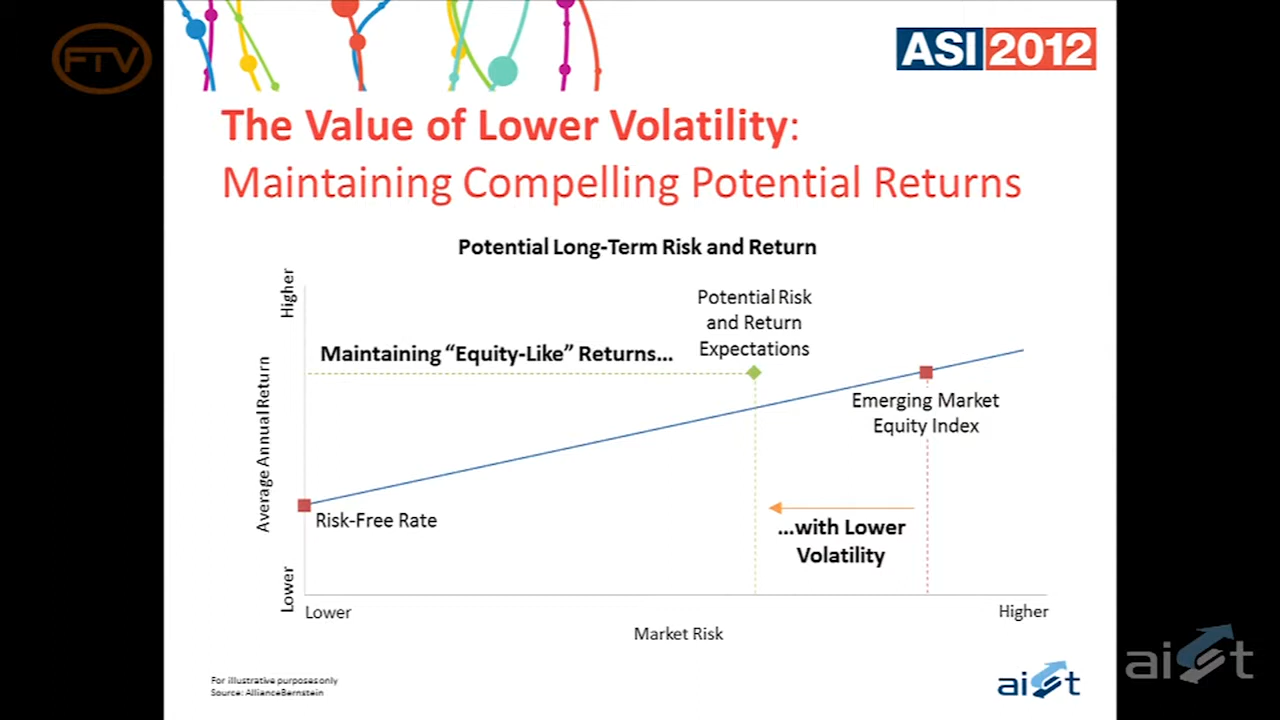 FTV
ASI 2012
The Value of Lower Volatility:
Maintaining Compelling Potential Returns
Potential Long-Term Risk and Return
Higher
Potential Risk
and Return
Expectations
Maintaining “Equity-Like” Returns...
Average Annual Return
Emerging Market
Equity Index
Risk-Free Rate
...with Lower
Volatility
Lower
Lower
Higher
Market Risk
For illustrative purposes only
Source: AllianceBernstein
aist
aist